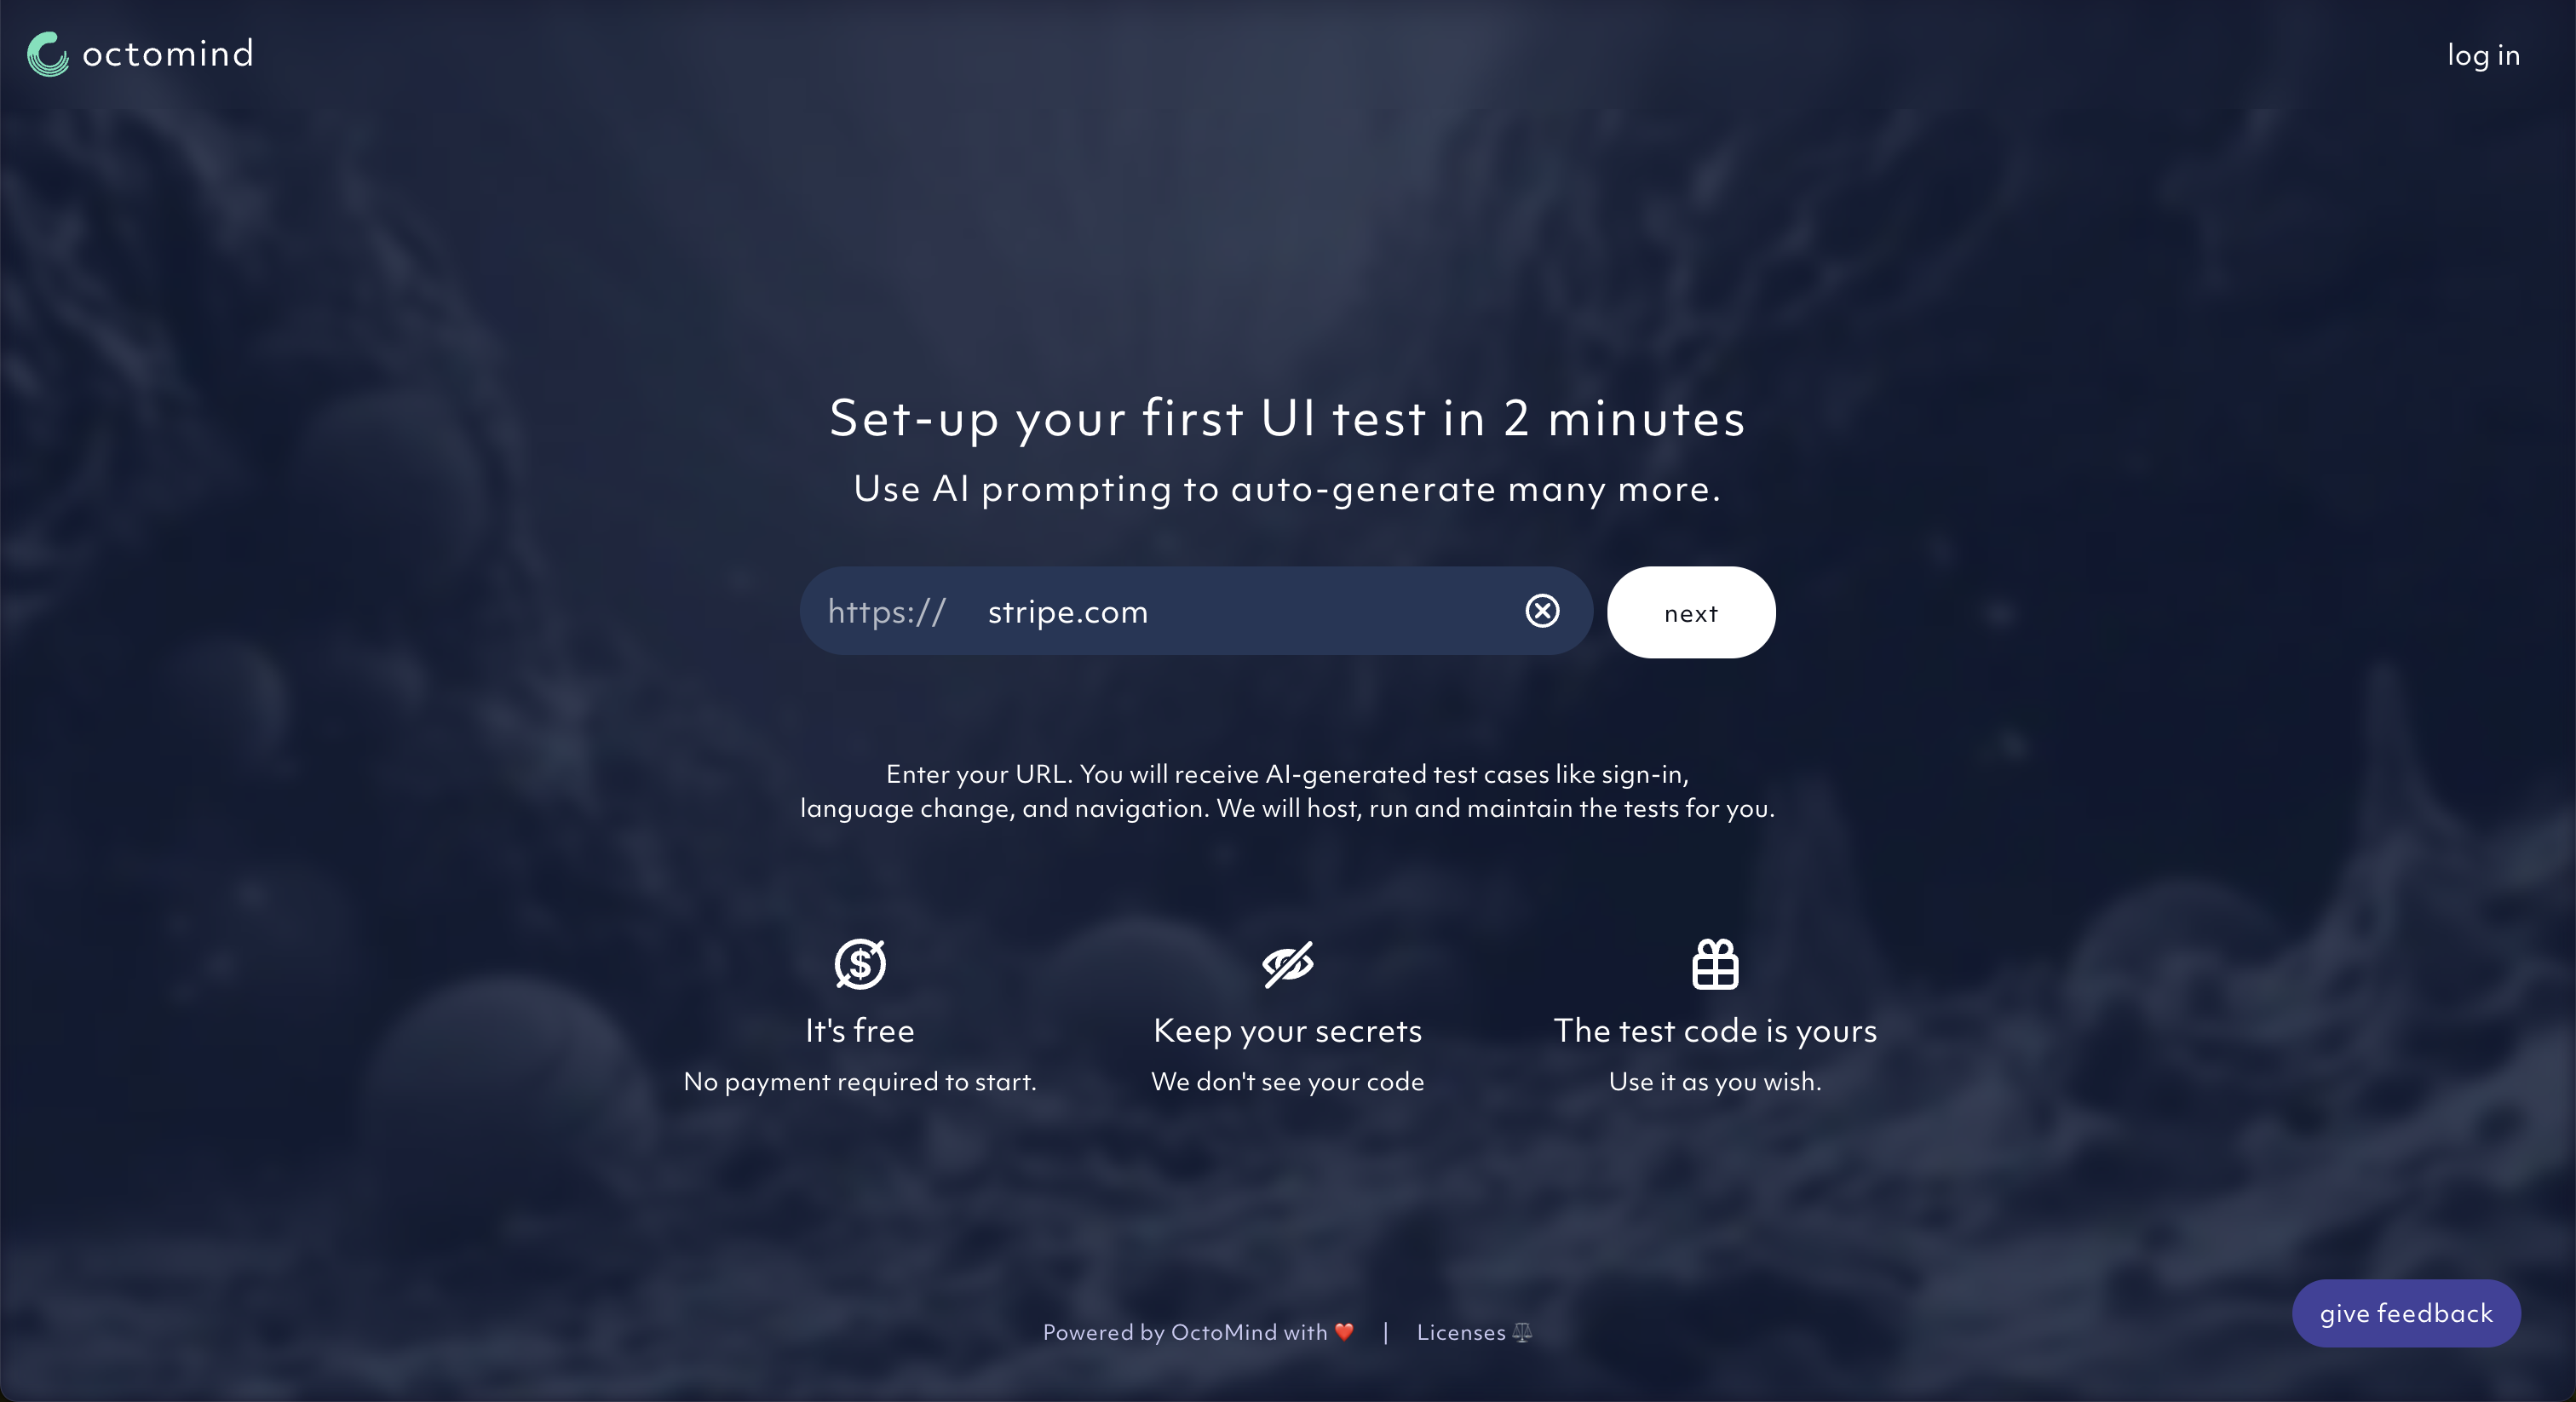 octomind
log in
Set-up your first UI test in 2 minutes
Use AI prompting to auto-generate many more.
https:// stripe.com
next
Enter your URL. You will receive AI-generated test cases like sign-in,
language change, and navigation. We will host, run and maintain the tests for you.
It's free
No payment required to start.
Keep your secrets
We don't see your code
The test code is yours
Use it as you wish.
give feedback
Powered by OctoMind with ❤️ | Licenses ⚖️